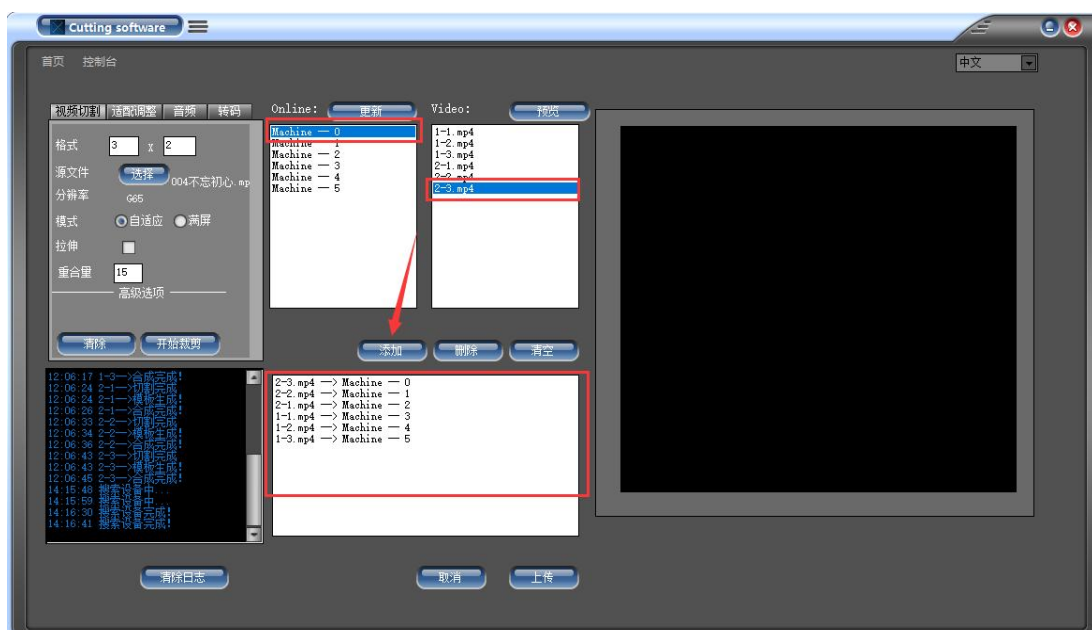 Cutting software
首页 控制台
中文
视频切割 适配调整 音频 转码
格式 3 x 2
源文件 选择 004不忘初心.mp
分辨率 G65
模式 自适应 满屏
拉伸
重合量 15
高级选项
清除 开始裁剪
Online: 更新
Machine — 0
Machine — 1
Machine — 2
Machine — 3
Machine — 4
Machine — 5
Video: 预览
1-1.mp4
1-2.mp4
1-3.mp4
2-1.mp4
2-2.mp4
2-3.mp4
添加 删除 清空
12:06:17 1-3—>合成完成!
12:06:24 2-1—>切割完成
12:06:24 2-1—>模板生成!
12:06:26 2-1—>合成完成!
12:06:33 2-2—>切割完成
12:06:34 2-2—>模板生成!
12:06:36 2-2—>合成完成!
12:06:43 2-3—>切割完成
12:06:43 2-3—>模板生成!
12:06:45 2-3—>合成完成!
14:15:48 搜索设备中...
14:15:59 搜索设备中...
14:16:30 搜索设备完成!
14:16:41 搜索设备完成!
2-3.mp4 —> Machine — 0
2-2.mp4 —> Machine — 1
2-1.mp4 —> Machine — 2
1-1.mp4 —> Machine — 3
1-2.mp4 —> Machine — 4
1-3.mp4 —> Machine — 5
清除日志 取消 上传